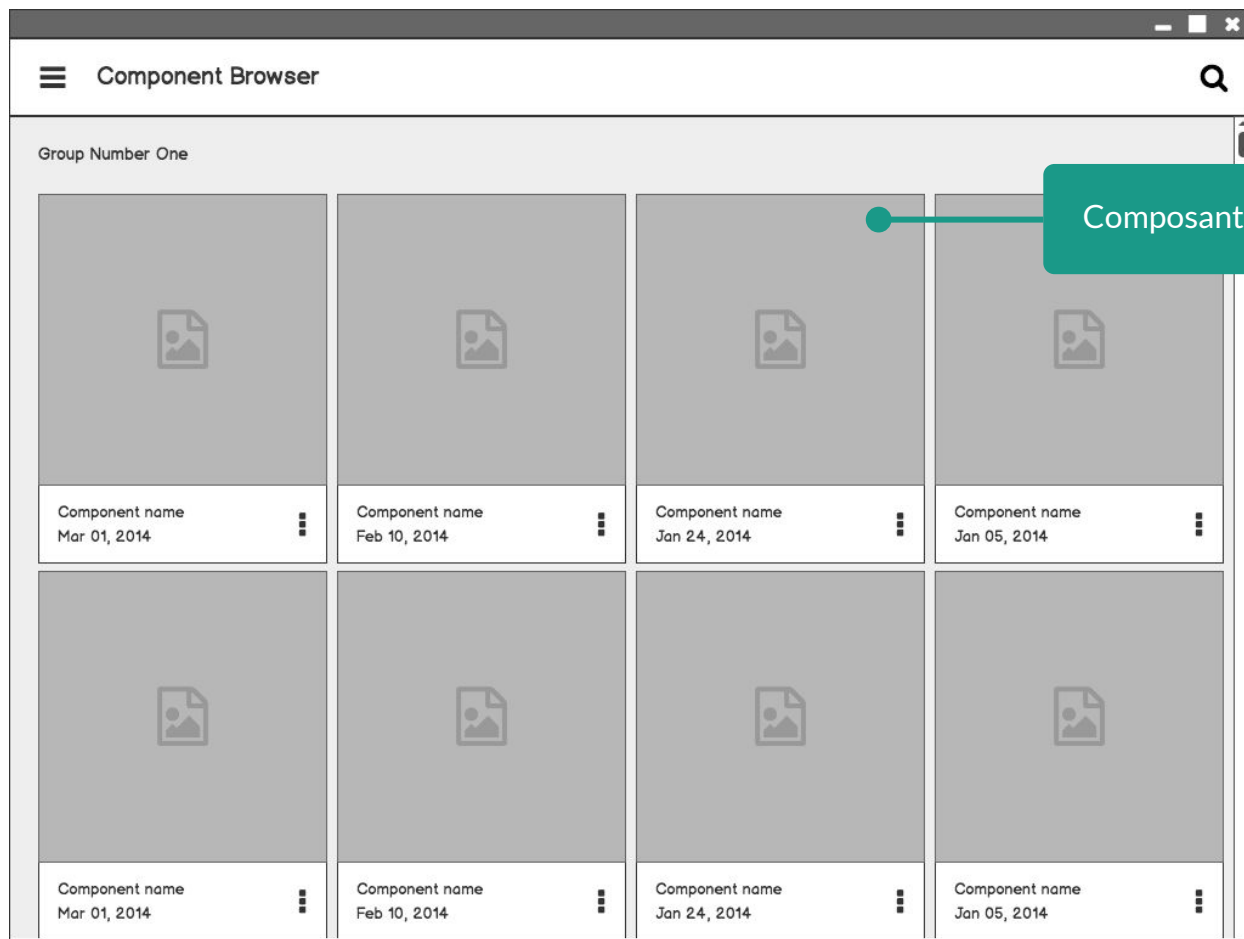 Component Browser
Group Number One
Composant
Component name
Mar 01, 2014
Component name
Feb 10, 2014
Component name
Jan 24, 2014
Component name
Jan 05, 2014
Component name
Mar 01, 2014
Component name
Feb 10, 2014
Component name
Jan 24, 2014
Component name
Jan 05, 2014